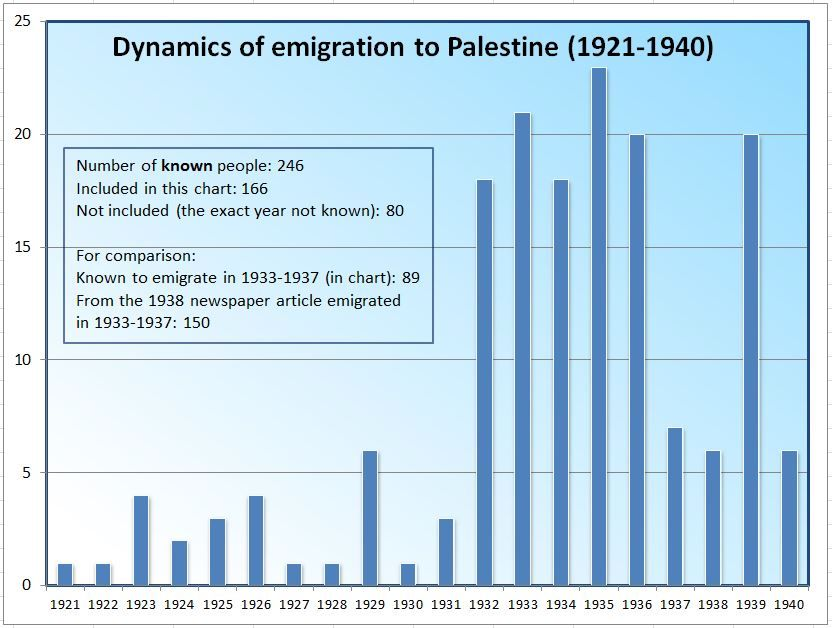 Dynamics of emigration to Palestine (1921-1940)
25
20
15
10
5
0
Number of known people: 246
Included in this chart: 166
Not included (the exact year not known): 80
For comparison:
Known to emigrate in 1933-1937 (in chart): 89
From the 1938 newspaper article emigrated
in 1933-1937: 150
1921 1922 1923 1924 1925 1926 1927 1928 1929 1930 1931 1932 1933 1934 1935 1936 1937 1938 1939 1940